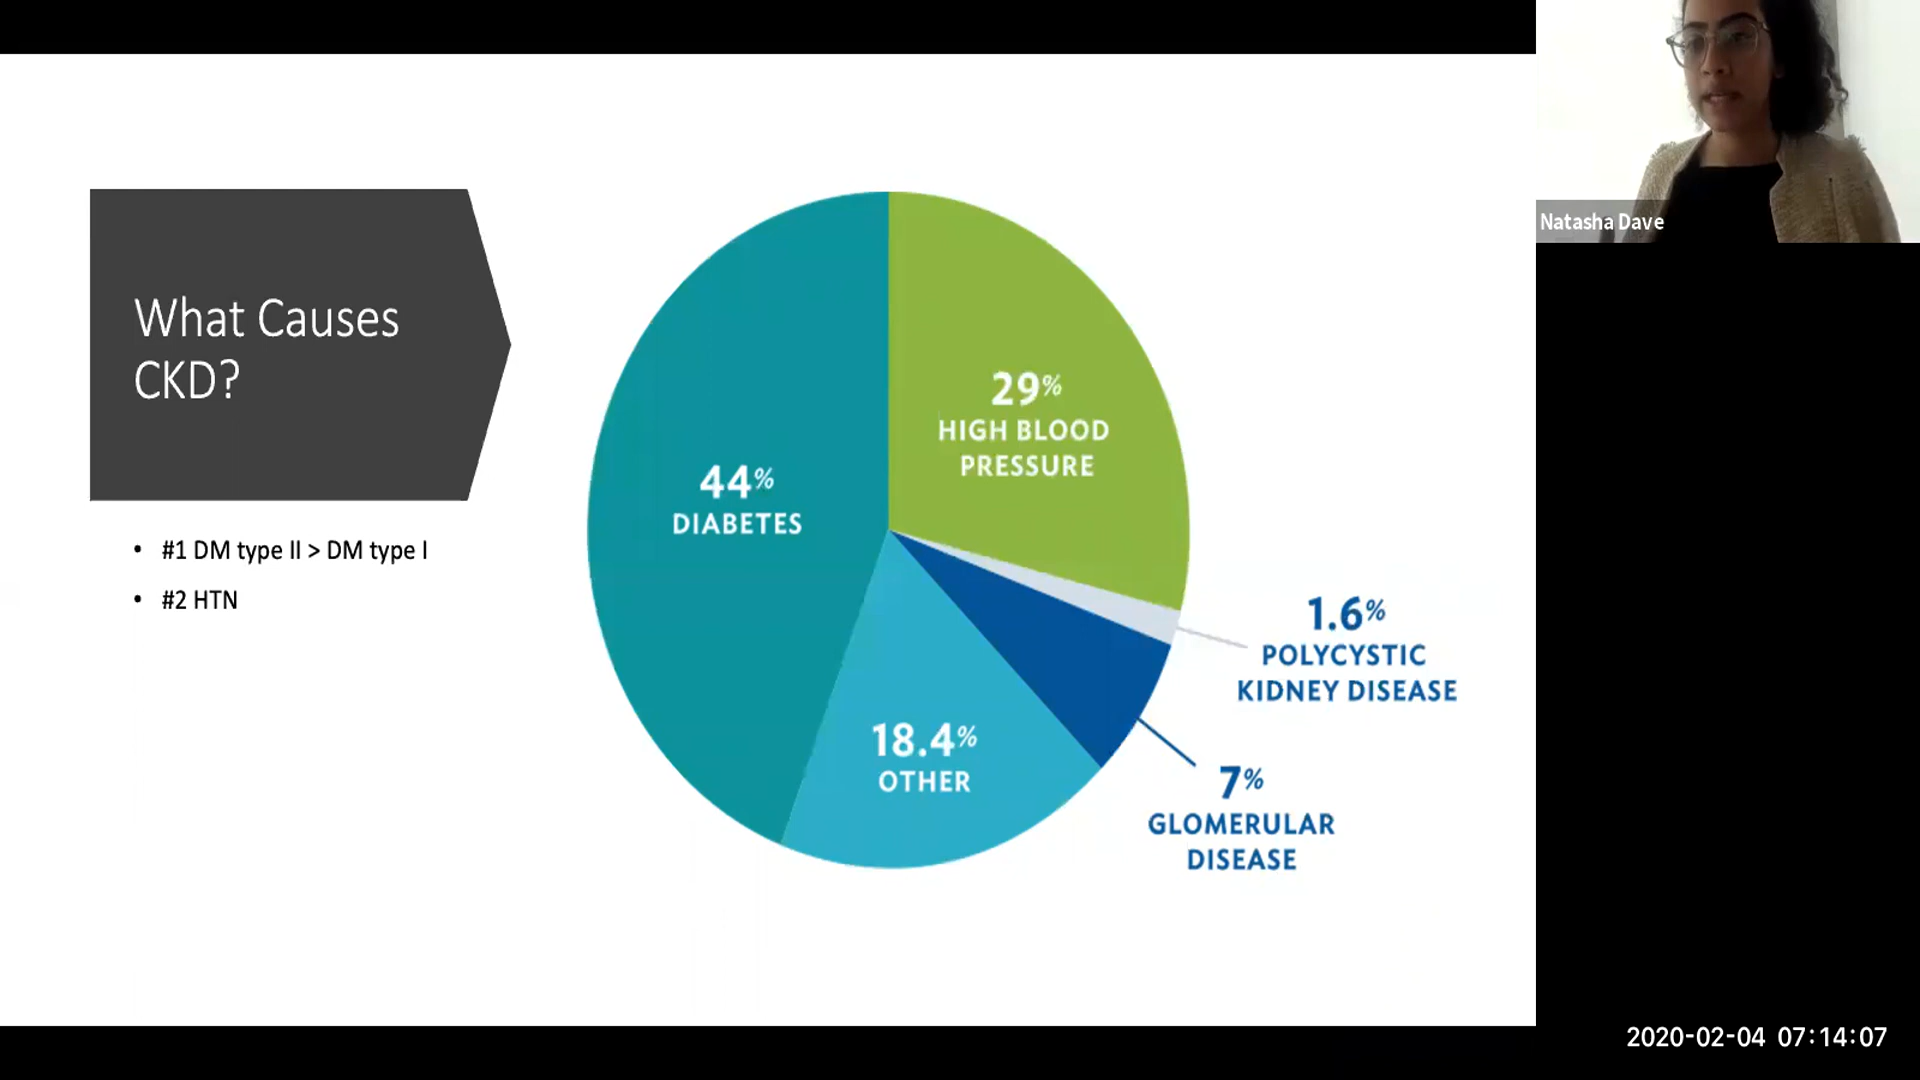 What Causes
CKD?
• #1 DM type II > DM type I
• #2 HTN
44%
DIABETES
29%
HIGH BLOOD
PRESSURE
1.6%
POLYCYSTIC
KIDNEY DISEASE
7%
GLOMERULAR
DISEASE
18.4%
OTHER
Natasha Dave
2020-02-04 07:14:07